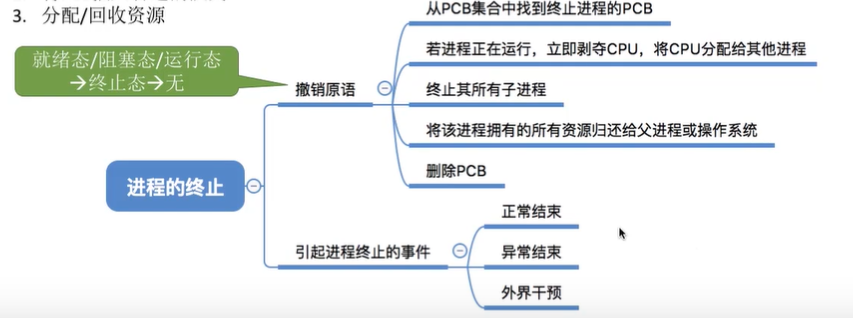 3. 分配/回收资源
就绪态/阻塞态/运行态
→终止态→无
进程的终止
撤销原语
从PCB集合中找到终止进程的PCB
若进程正在运行，立即剥夺CPU，将CPU分配给其他进程
终止其所有子进程
将该进程拥有的所有资源归还给父进程或操作系统
删除PCB
引起进程终止的事件
正常结束
异常结束
外界干预